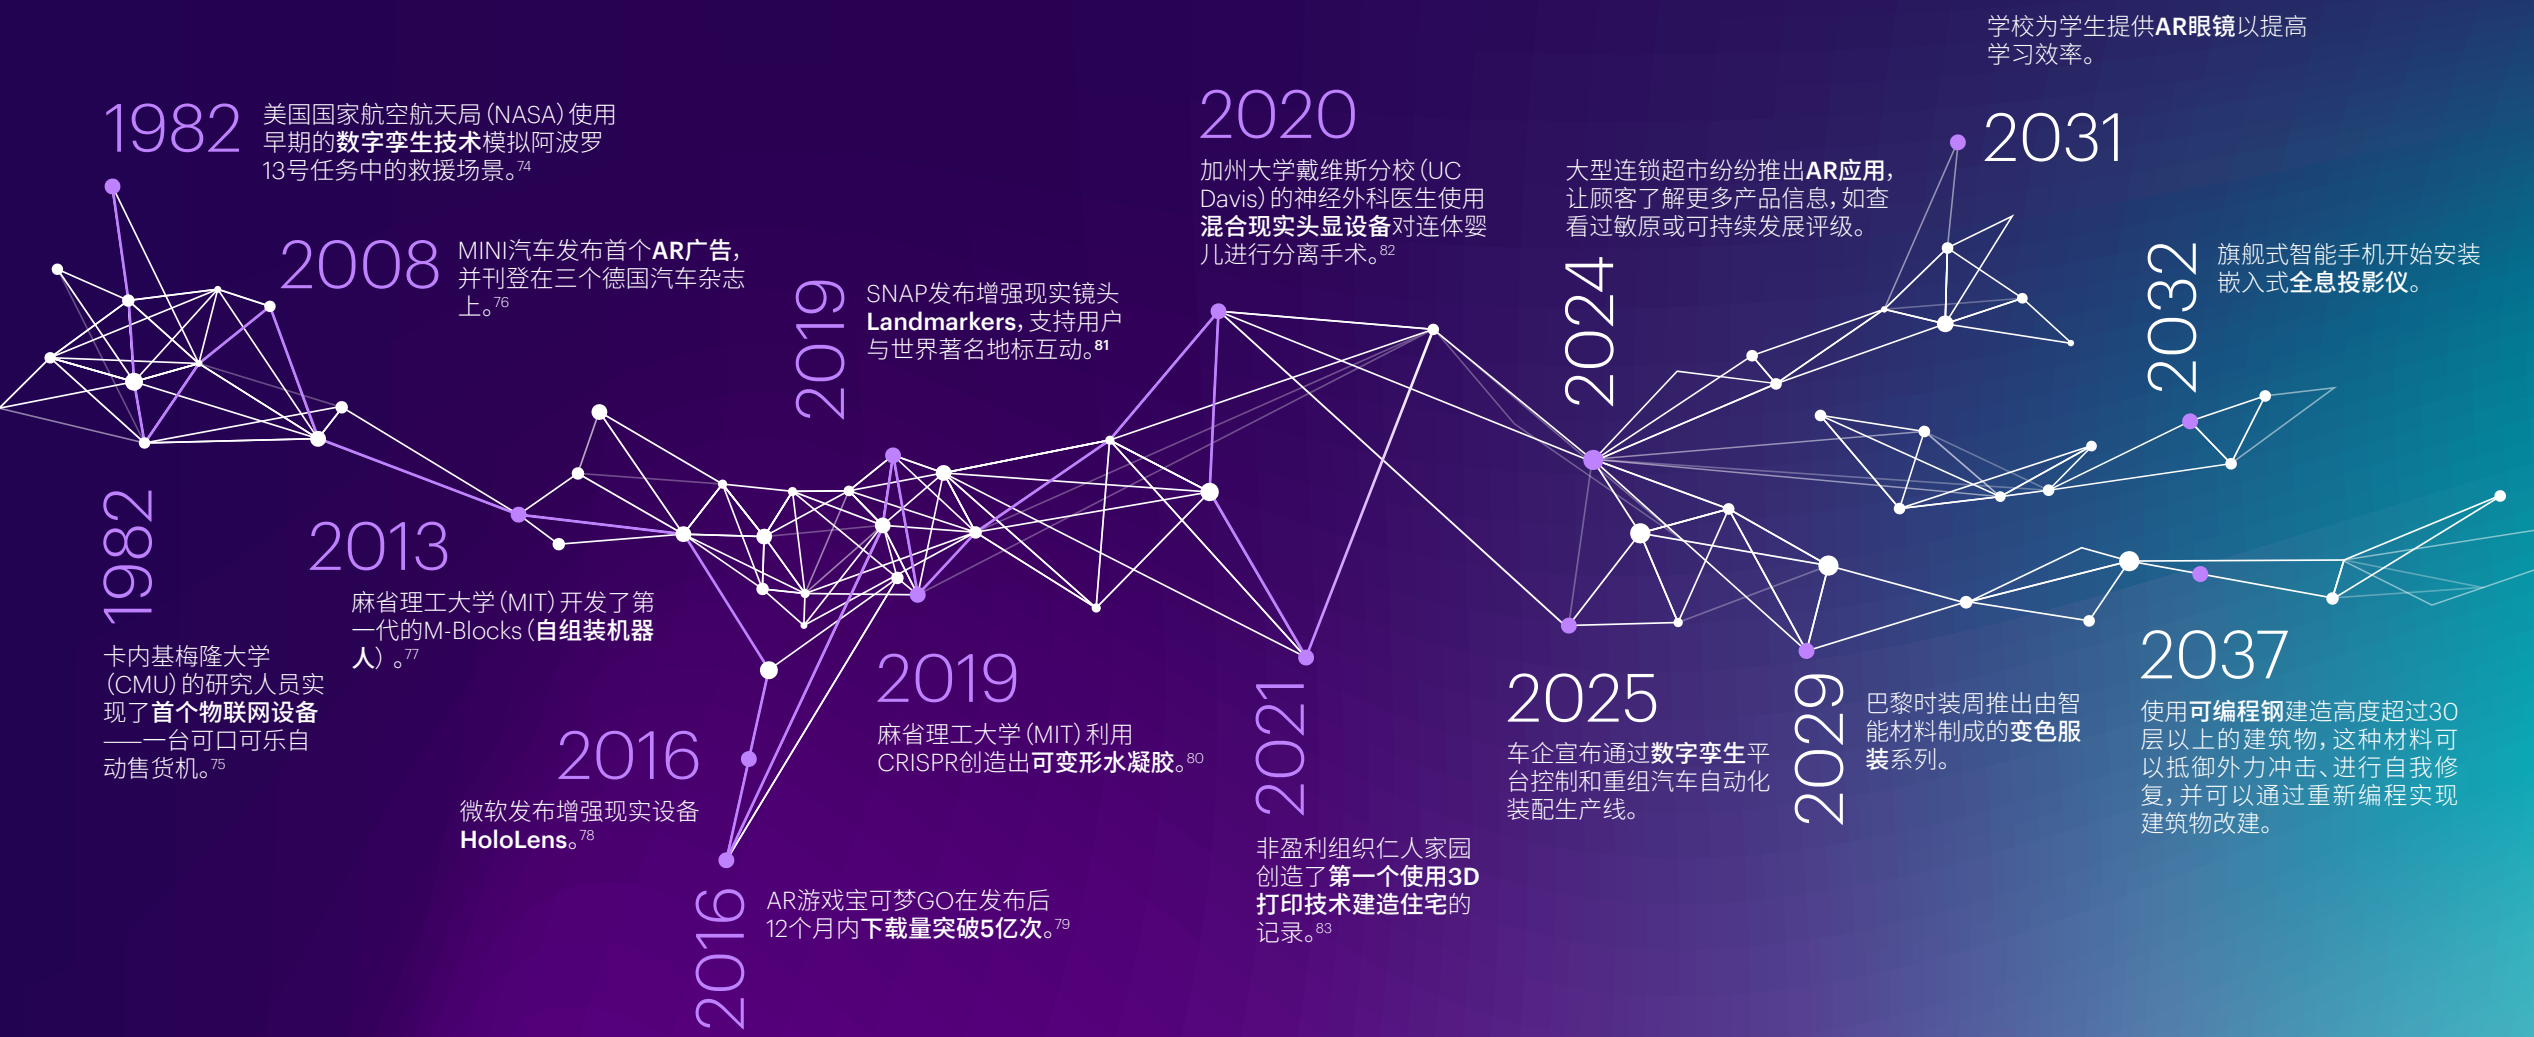 1982
美国国家航空航天局（NASA）使用
早期的数字孪生技术模拟阿波罗
13号任务中的救援场景。74
1982
卡内基梅隆大学
（CMU）的研究人员实
现了首个物联网设备
——一台可口可乐自
动售货机。75
2008
MINI汽车发布首个AR广告，
并刊登在三个德国汽车杂志
上。76
2013
麻省理工大学（MIT）开发了第
一代的M-Blocks（自组装机器
人）。77
2016
微软发布增强现实设备
HoloLens。78
2016
AR游戏宝可梦GO在发布后
12个月内下载量突破5亿次。79
2019
SNAP发布增强现实镜头
Landmarkers，支持用户
与世界著名地标互动。81
2019
麻省理工大学（MIT）利用
CRISPR创造出可变形水凝胶。80
2020
加州大学戴维斯分校（UC
Davis）的神经外科医生使用
混合现实头显设备对连体婴
儿进行分离手术。82
2021
非盈利组织仁人家园
创造了第一个使用3D
打印技术建造住宅的
记录。83
大型连锁超市纷纷推出AR应用，
让顾客了解更多产品信息，如查
看过敏原或可持续发展评级。
2024
2025
车企宣布通过数字孪生平
台控制和重组汽车自动化
装配生产线。
2029
巴黎时装周推出由智
能材料制成的变色服
装系列。
学校为学生提供AR眼镜以提高
学习效率。
2031
2032
旗舰式智能手机开始安装
嵌入式全息投影仪。
2037
使用可编程钢建造高度超过30
层以上的建筑物，这种材料可
以抵御外力冲击、进行自我修
复，并可以通过重新编程实现
建筑物改建。